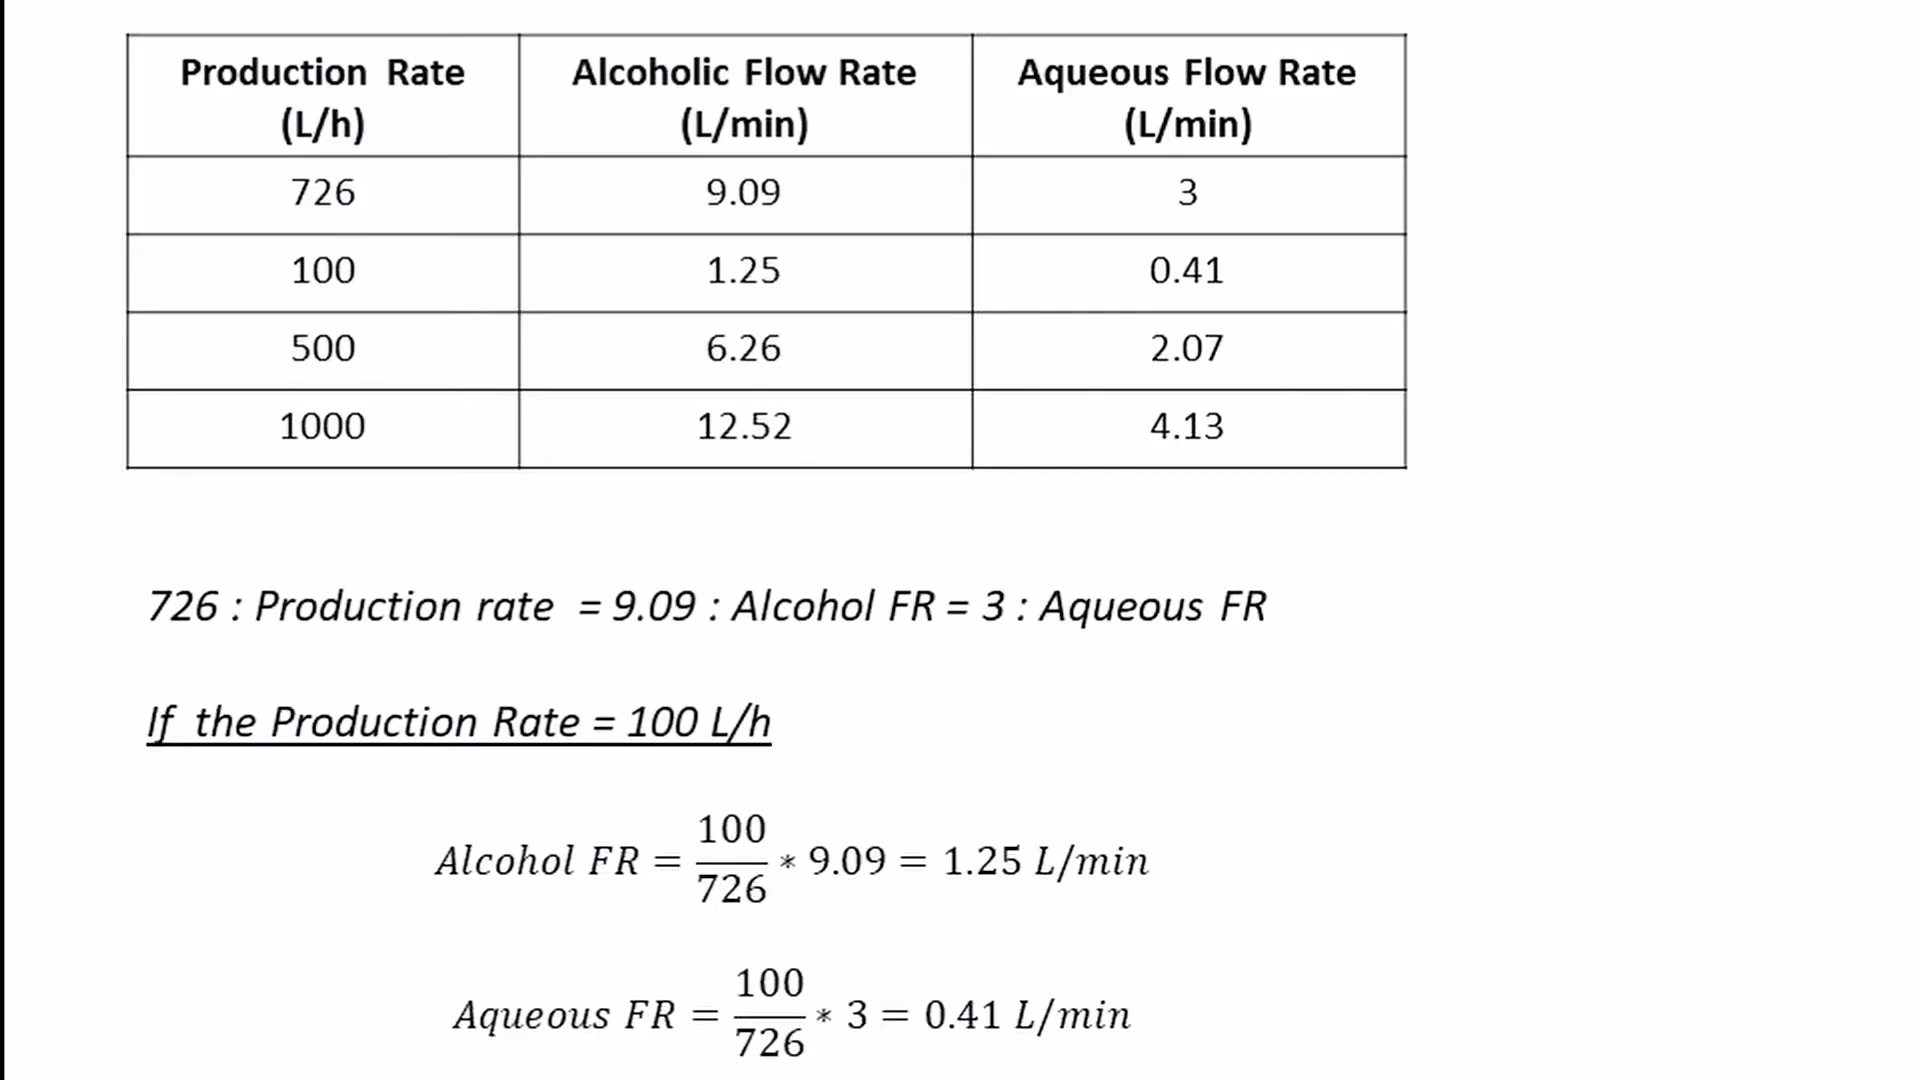 Production Rate (L/h) Alcoholic Flow Rate (L/min) Aqueous Flow Rate (L/min)
726 9.09 3
100 1.25 0.41
500 6.26 2.07
1000 12.52 4.13
726 : Production rate = 9.09 : Alcohol FR = 3 : Aqueous FR
If the Production Rate = 100 L/h
Alcohol FR = 100/726 * 9.09 = 1.25 L/min
Aqueous FR = 100/726 * 3 = 0.41 L/min